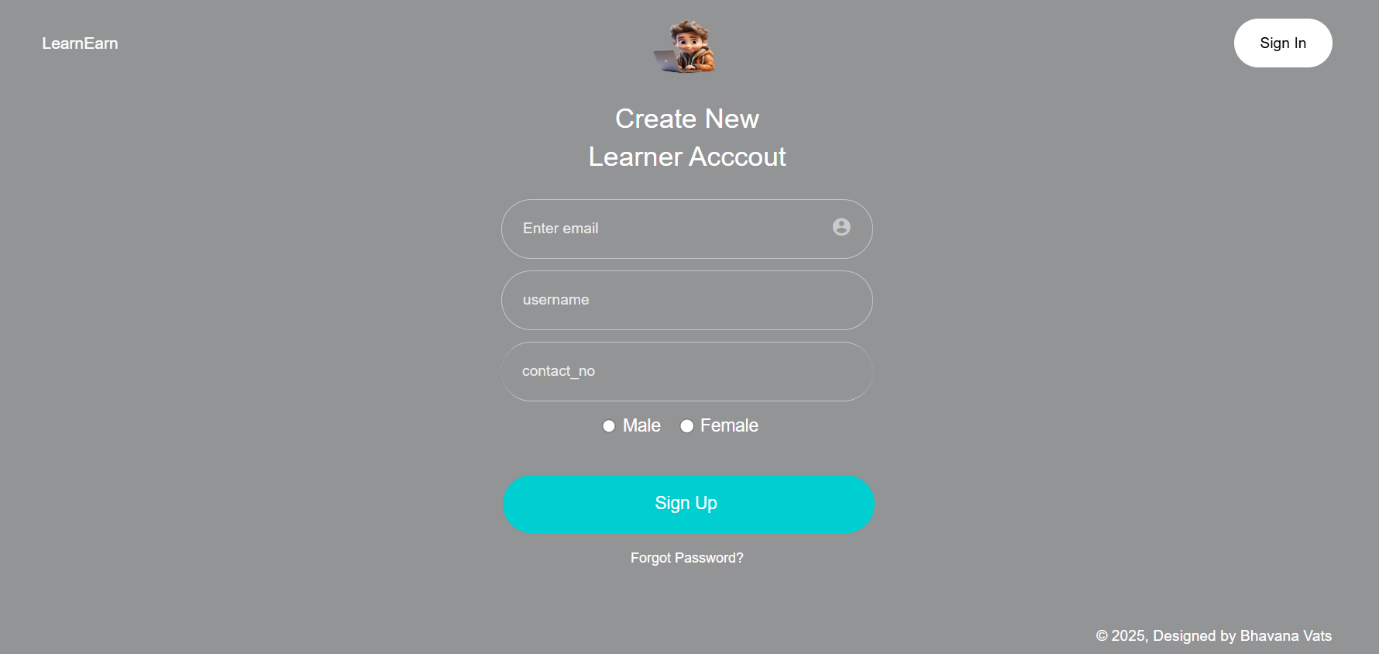 LearnEarn
Sign In
Create New
Learner Acccout
Enter email
username
contact_no
Male Female
Sign Up
Forgot Password?
© 2025, Designed by Bhavana Vats